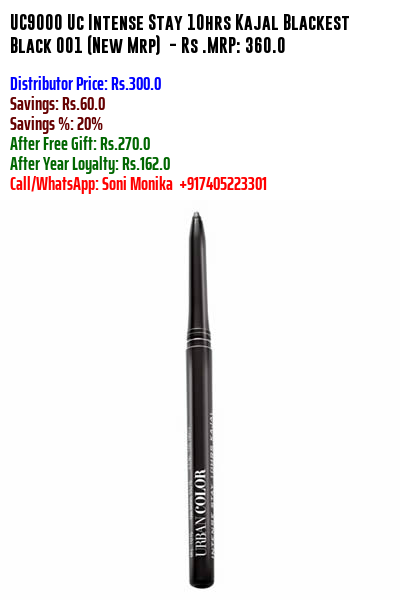 UC9000 Uc Intense Stay 10hrs Kajal Blackest
Black 001 (New Mrp) - Rs .MRP: 360.0
Distributor Price: Rs.300.0
Savings: Rs.60.0
Savings %: 20%
After Free Gift: Rs.270.0
After Year Loyalty: Rs.162.0
Call/WhatsApp: Soni Monika +917405223301
URBAN COLOR
INTENSE STAY 10HRS KAJAL